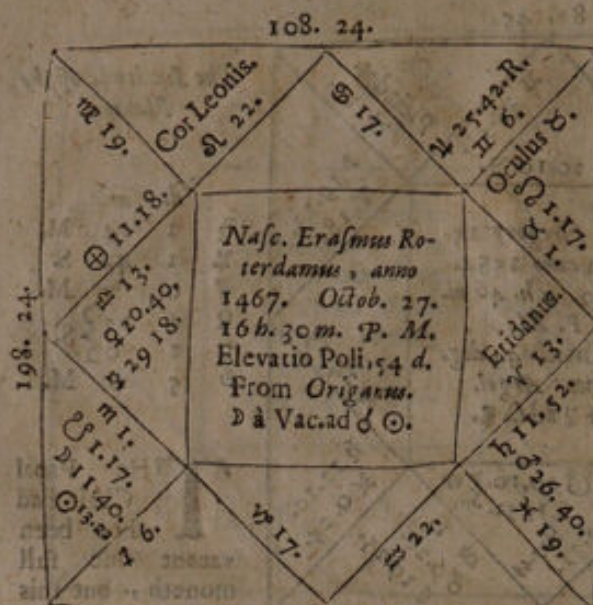 108. 24.
♍ 19.
Cor Leonis.
♌ 22.
♋ 17.
♃ 25.42. R.
♊ 6.
Oculus ♉.
☊ 1.17.
♉ 1.
⊕ 11.18.
♎ 13.
♀ 20.40.
☿ 29 18.
198. 24.
Nasc. Erasmus Ro-
terdamus, anno
1467. Octob. 27.
16 h. 30 m. P. M.
Elevatio Poli, 54 d.
From Origanus.
☽ à Vac. ad ☌ ☉.
Eridanus.
♈ 13.
♏ 1.
☋ 1.17.
☽ 11.40.
☉ 13.22
♐ 6.
♑ 17.
♒ 22.
♄ 11. 52.
♂ 26. 40.
♓ 19.